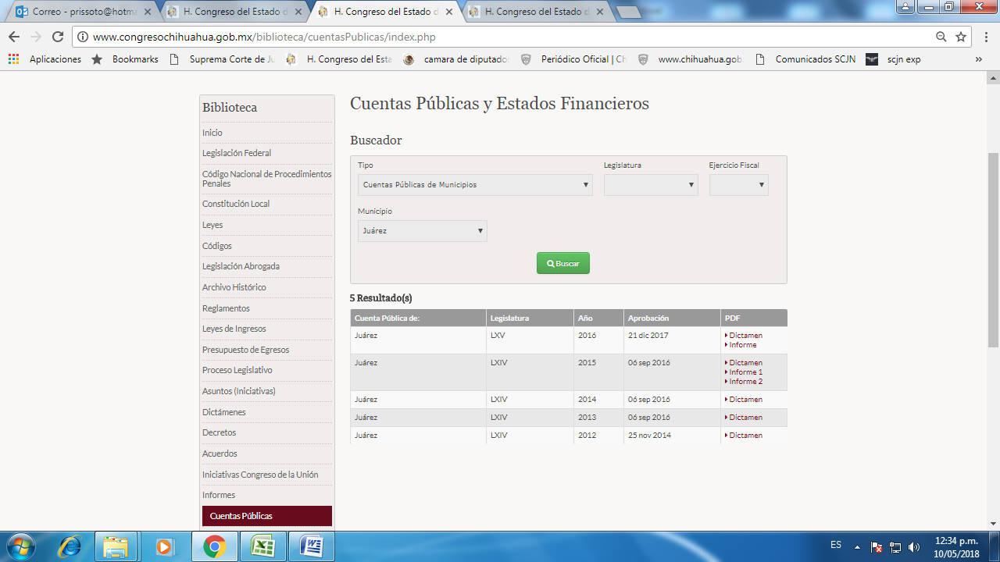 Correo - prissoto@hotma
H. Congreso del Estado d
H. Congreso del Estado d
H. Congreso del Estado d
www.congresochihuahua.gob.mx/biblioteca/cuentasPublicas/index.php
Aplicaciones
Bookmarks
Suprema Corte de Ju
H. Congreso del Esta
camara de diputado
Periódico Oficial | Ch
www.chihuahua.gob
Comunicados SCJN
scjn exp
»
Biblioteca
Inicio
Legislación Federal
Código Nacional de Procedimientos
Penales
Constitución Local
Leyes
Códigos
Legislación Abrogada
Archivo Histórico
Reglamentos
Leyes de Ingresos
Presupuesto de Egresos
Proceso Legislativo
Asuntos (Iniciativas)
Dictámenes
Decretos
Acuerdos
Iniciativas Congreso de la Unión
Informes
Cuentas Públicas
Cuentas Públicas y Estados Financieros
Buscador
Tipo Legislatura Ejercicio Fiscal
Cuentas Públicas de Municipios
Municipio
Juárez
Buscar
5 Resultado(s)
Cuenta Pública de: Legislatura Año Aprobación PDF
Juárez LXV 2016 21 dic 2017 Dictamen
Informe
Juárez LXIV 2015 06 sep 2016 Dictamen
Informe 1
Informe 2
Juárez LXIV 2014 06 sep 2016 Dictamen
Juárez LXIV 2013 06 sep 2016 Dictamen
Juárez LXIV 2012 25 nov 2014 Dictamen
ES
12:34 p.m.
10/05/2018